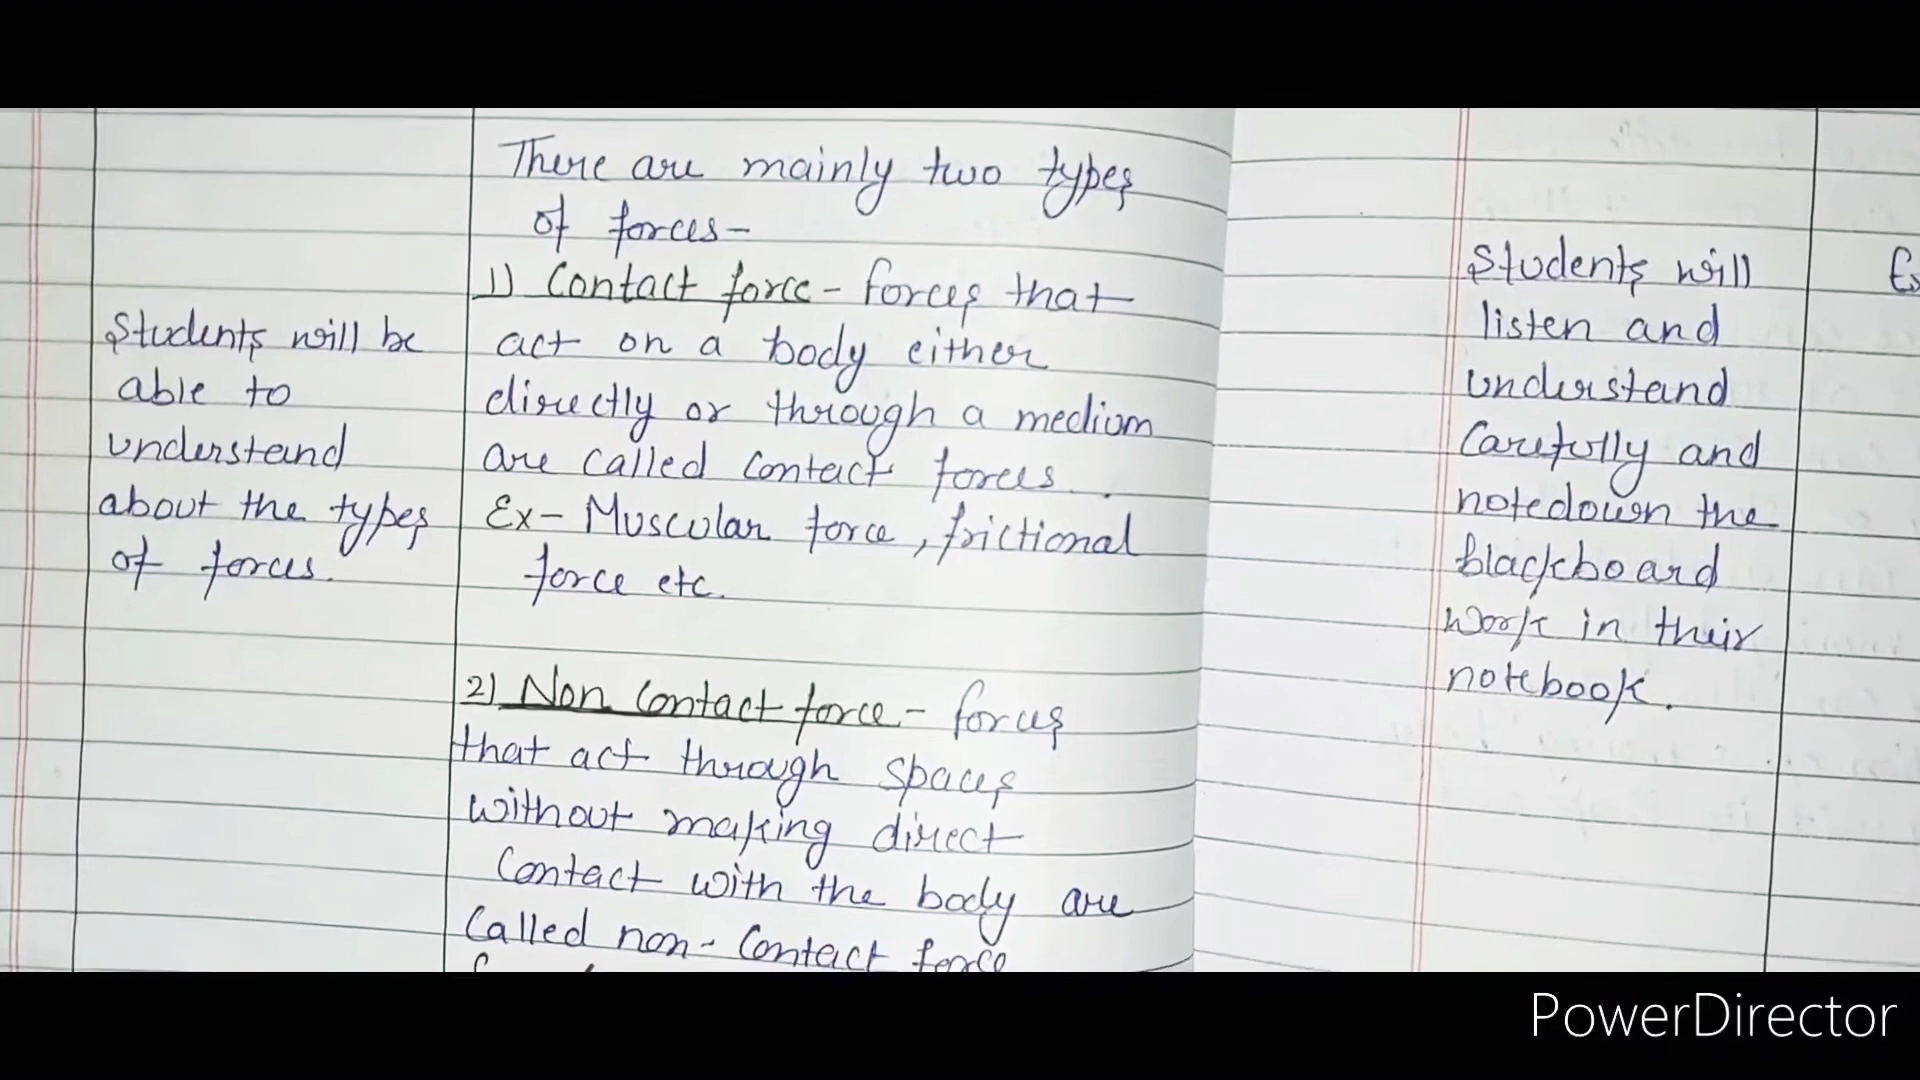 Students will be
able to
understand
about the types
of forces.
There are mainly two types
of forces-
1) Contact force - forces that
act on a body either
directly or through a medium
are called contact forces.
Ex- Muscular force, frictional
force etc.
2) Non contact force - forces
that act through spaces
without making direct
contact with the body are
called non-contact force
Students will
listen and
understand
carefully and
notedown the
blackboard
work in their
notebook.
PowerDirector